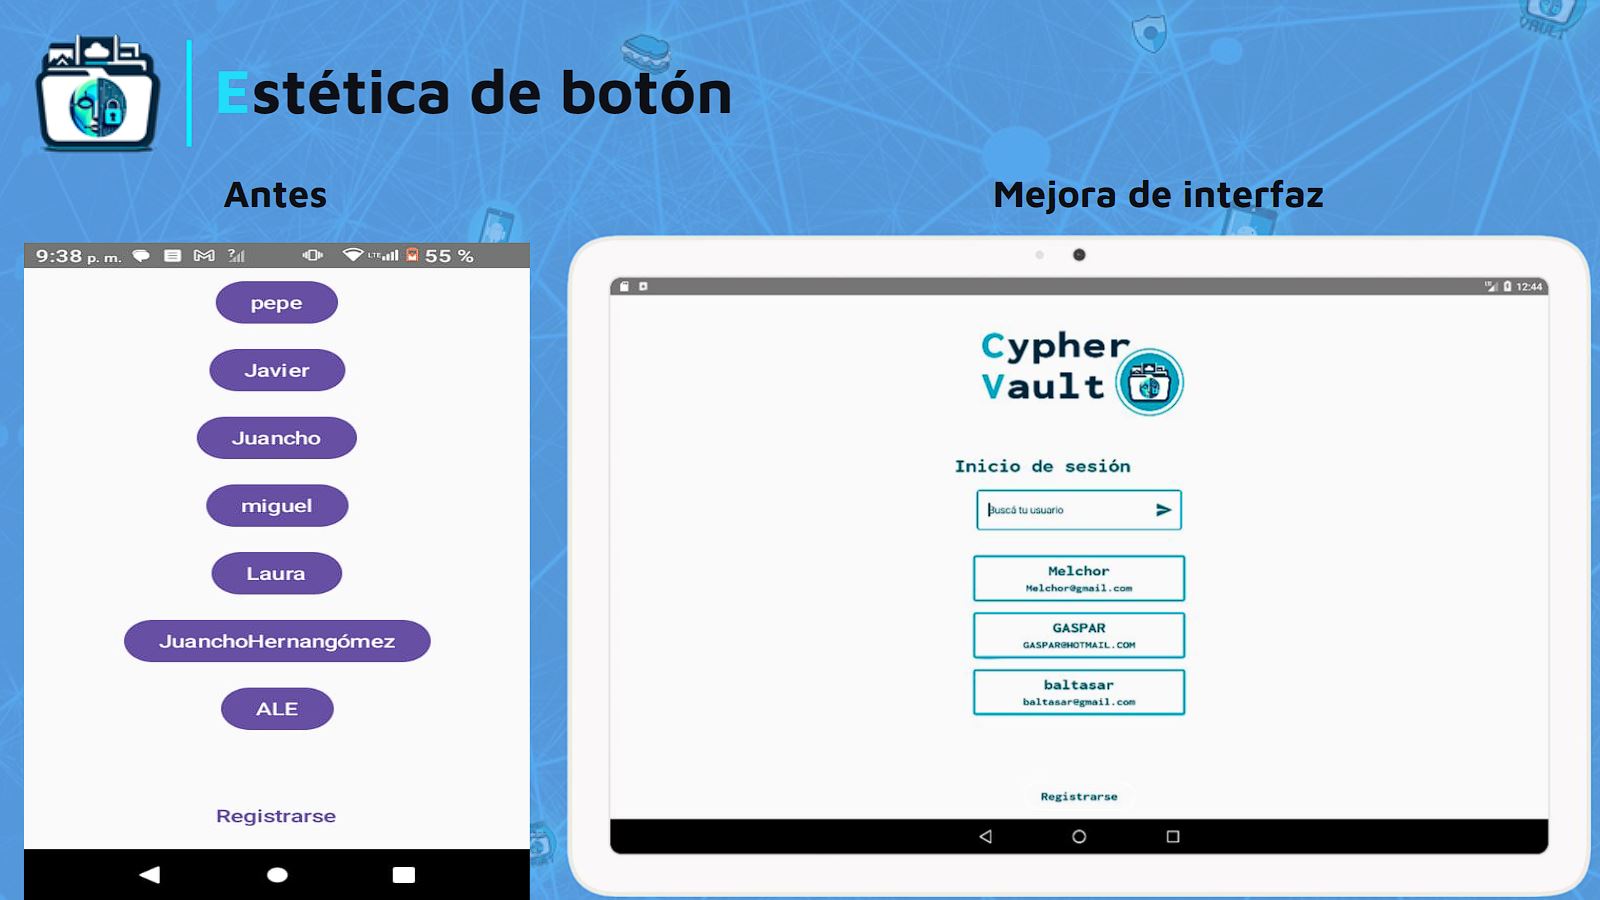 Estética de botón
Antes
Mejora de interfaz
9:38 p. m.
LTE
55 %
pepe
Javier
Juancho
miguel
Laura
JuanchoHernangómez
ALE
Registrarse
12:44
Cypher
Vault
Inicio de sesión
Buscá tu usuario
Melchor
Melchor@gmail.com
GASPAR
GASPAR@HOTMAIL.COM
baltasar
baltasar@gmail.com
Registrarse
VAULT